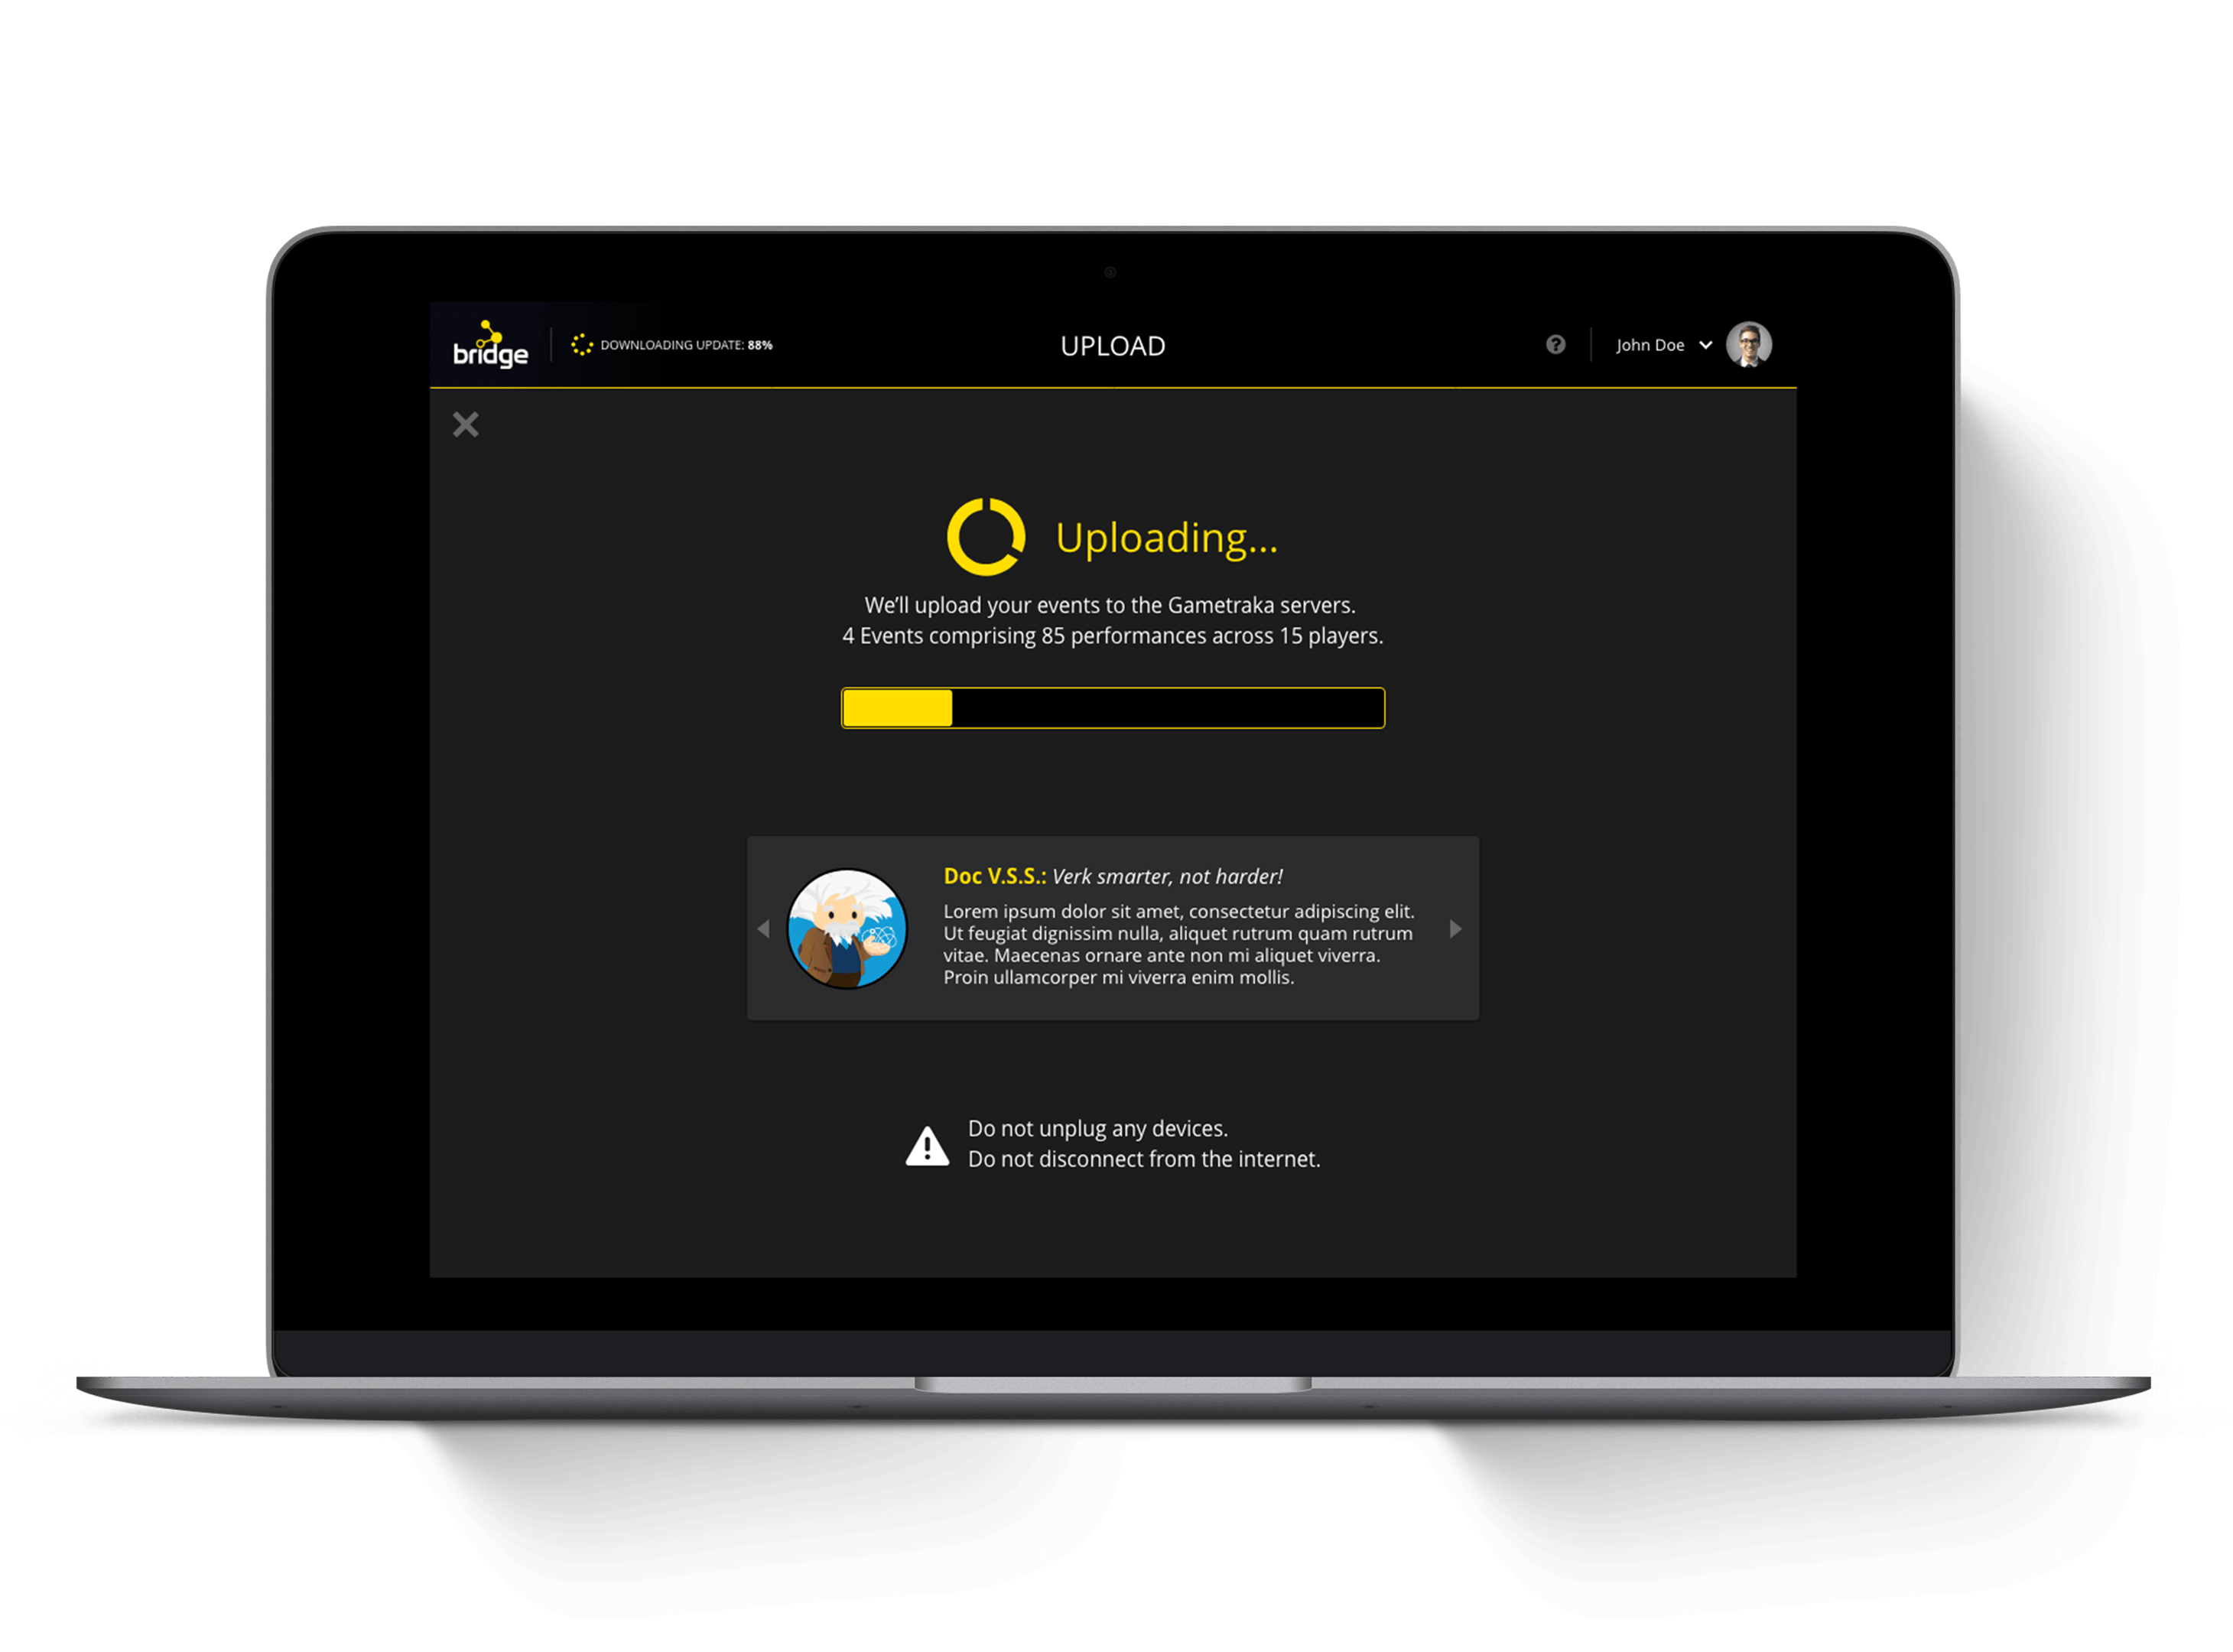 bridge
DOWNLOADING UPDATE: 88%
UPLOAD
?
John Doe
Uploading...
We’ll upload your events to the Gametraka servers.
4 Events comprising 85 performances across 15 players.
Doc V.S.S.: Verk smarter, not harder!
Lorem ipsum dolor sit amet, consectetur adipiscing elit.
Ut feugiat dignissim nulla, aliquet rutrum quam rutrum
vitae. Maecenas ornare ante non mi aliquet viverra.
Proin ullamcorper mi viverra enim mollis.
Do not unplug any devices.
Do not disconnect from the internet.